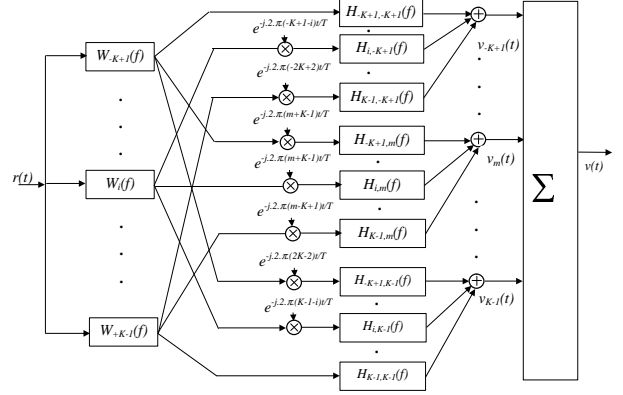 H-K+1,-K+1(f)
e-j.2.π.(-K+1-i)t/T
W-K+1(f)
Hi,-K+1(f)
v-K+1(t)
e-j.2.π.(-2K+2)t/T
HK-1,-K+1(f)
e-j.2.π.(m+K-1)t/T
H-K+1,m(f)
vm(t)
e-j.2.π.(m+K-1)t/T
r(t)
Wi(f)
Hi,m(f)
Σ
v(t)
e-j.2.π.(m-K+1)t/T
HK-1,m(f)
e-j.2.π.(2K-2)t/T
H-K+1,K-1(f)
vK-1(t)
e-j.2.π.(K-1-i)t/T
W+K-1(f)
Hi,K-1(f)
HK-1,K-1(f)